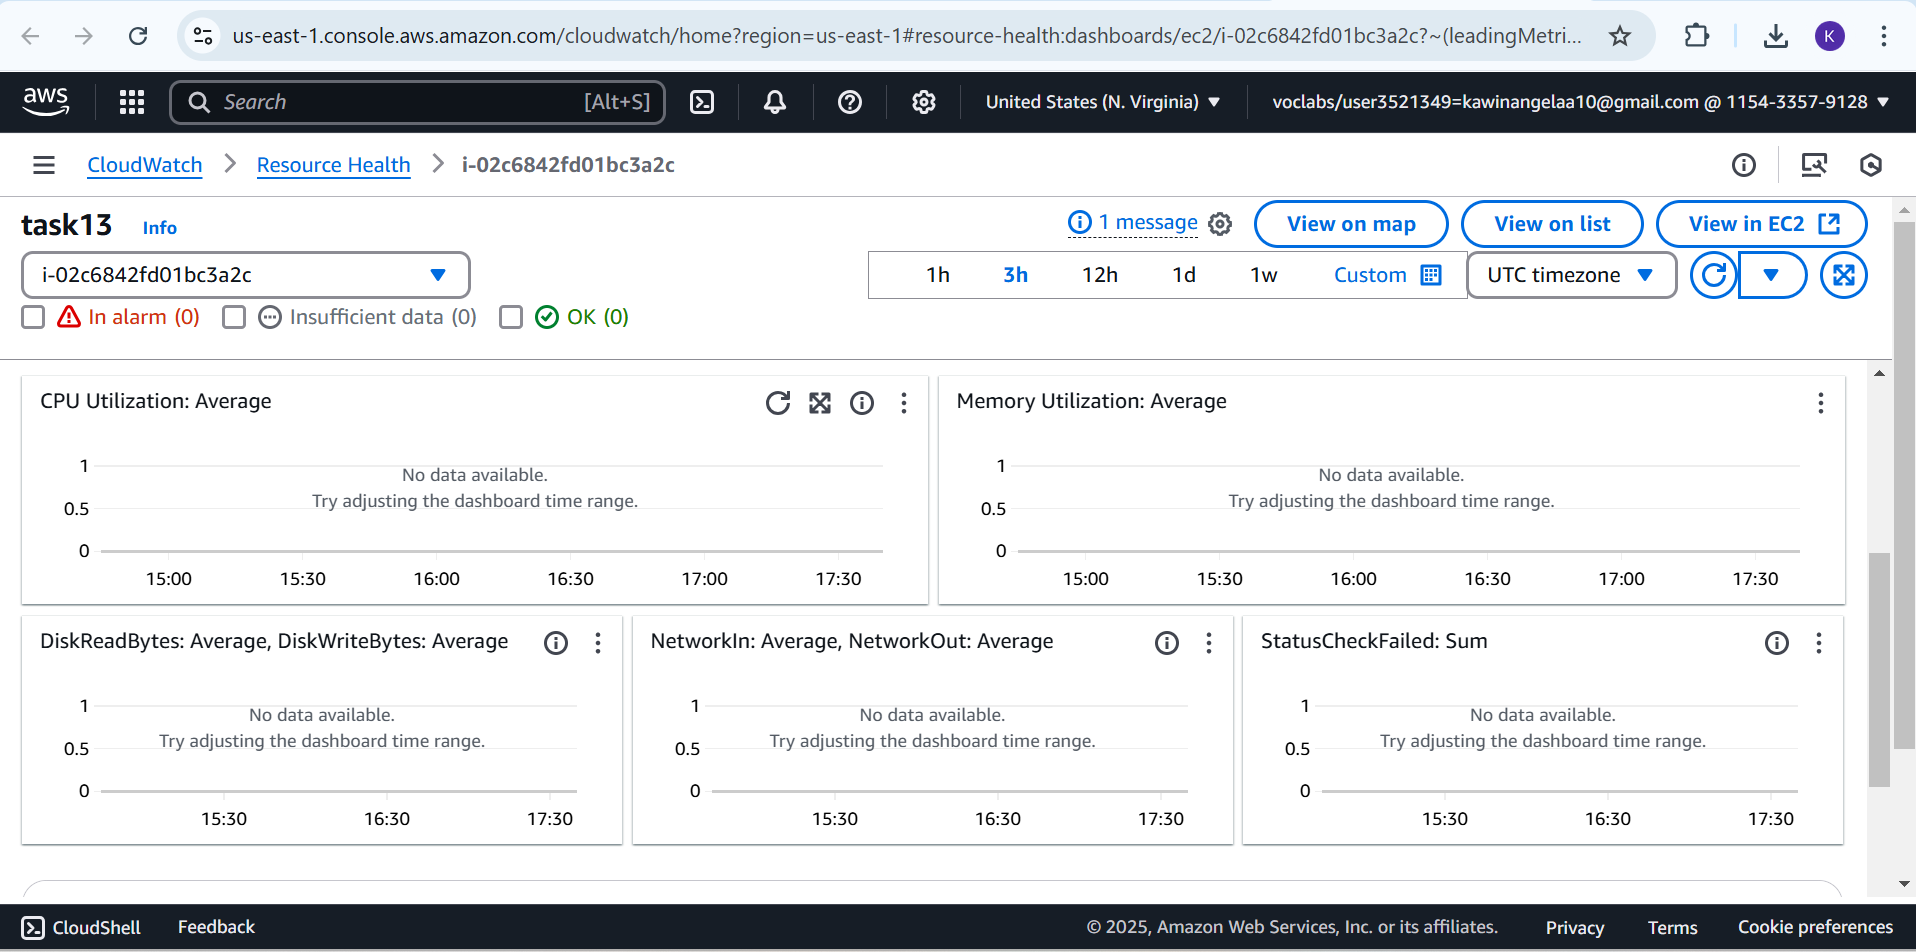 us-east-1.console.aws.amazon.com/cloudwatch/home?region=us-east-1#resource-health:dashboards/ec2/i-02c6842fd01bc3a2c?~(leadingMetri...
K
aws
Search [Alt+S]
United States (N. Virginia)
voclabs/user3521349=kawinangelaa10@gmail.com @ 1154-3357-9128
CloudWatch > Resource Health > i-02c6842fd01bc3a2c
task13 Info
1 message
View on map
View on list
View in EC2
i-02c6842fd01bc3a2c
1h 3h 12h 1d 1w Custom
UTC timezone
In alarm (0) Insufficient data (0) OK (0)
CPU Utilization: Average
1
No data available.
Try adjusting the dashboard time range.
0.5
0
15:00 15:30 16:00 16:30 17:00 17:30
Memory Utilization: Average
1
No data available.
Try adjusting the dashboard time range.
0.5
0
15:00 15:30 16:00 16:30 17:00 17:30
DiskReadBytes: Average, DiskWriteBytes: Average
1
No data available.
Try adjusting the dashboard time range.
0.5
0
15:30 16:30 17:30
NetworkIn: Average, NetworkOut: Average
1
No data available.
Try adjusting the dashboard time range.
0.5
0
15:30 16:30 17:30
StatusCheckFailed: Sum
1
No data available.
Try adjusting the dashboard time range.
0.5
0
15:30 16:30 17:30
CloudShell Feedback
© 2025, Amazon Web Services, Inc. or its affiliates. Privacy Terms Cookie preferences